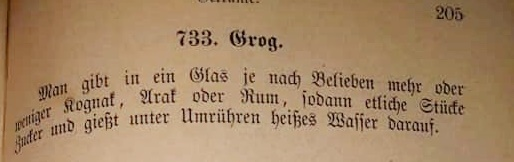 205
733. Grog.
Man gibt in ein Glas je nach Belieben mehr oder
weniger Kognak, Arak oder Rum, sodann etliche Stücke
Zucker und gießt unter Umrühren heißes Wasser darauf.